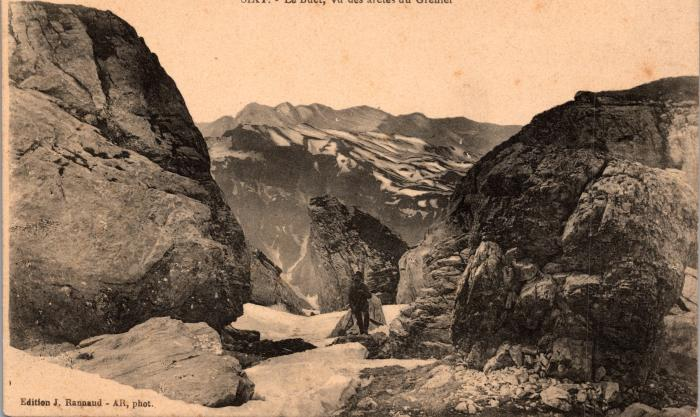 SIXT. - Le Buet, vu des arêtes du Grenier
Edition J. Rannaud - AR, phot.